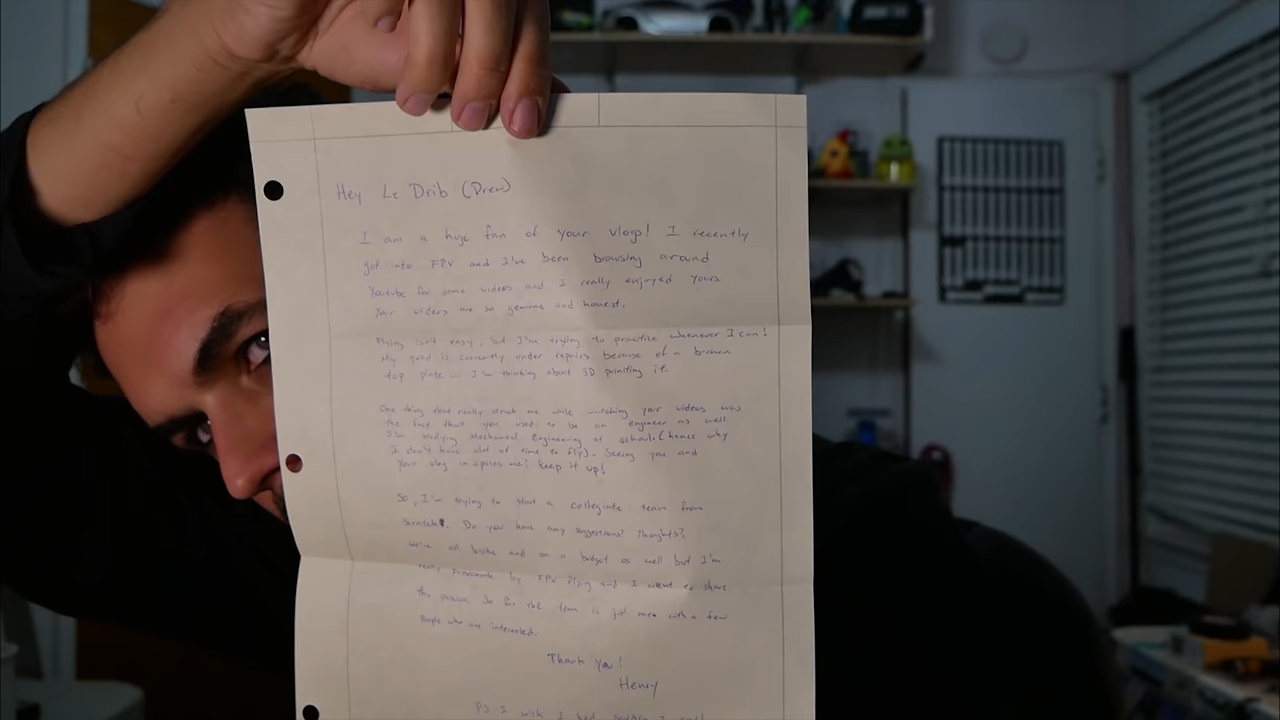 Hey Le Drib (Drew)
I am a huge fan of your vlogs! I recently
got into FPV and I've been browsing around
Youtube for some videos and I really enjoyed yours
Your videos are so genuine and honest.
Flying isn't easy, but I'm trying to practice whenever I can!
My quad is currently under repairs because of a broken
top plate... I'm thinking about 3D printing it.
One thing that really struck me while watching your videos was
the fact that you used to be an engineer as well.
I'm studying Mechanical Engineering at school (hence why
I don't have alot of time to fly). Seeing you and
your vlog inspires me! Keep it up!
So, I'm trying to start a collegiate team from
scratch. Do you have any suggestions? Thoughts?
We're all broke and on a budget as well but I'm
really by FPV flying and I want to share
this passion. So far the team is just me with a few
people who are interested.
Thank you!
Henry
PS I wish I had